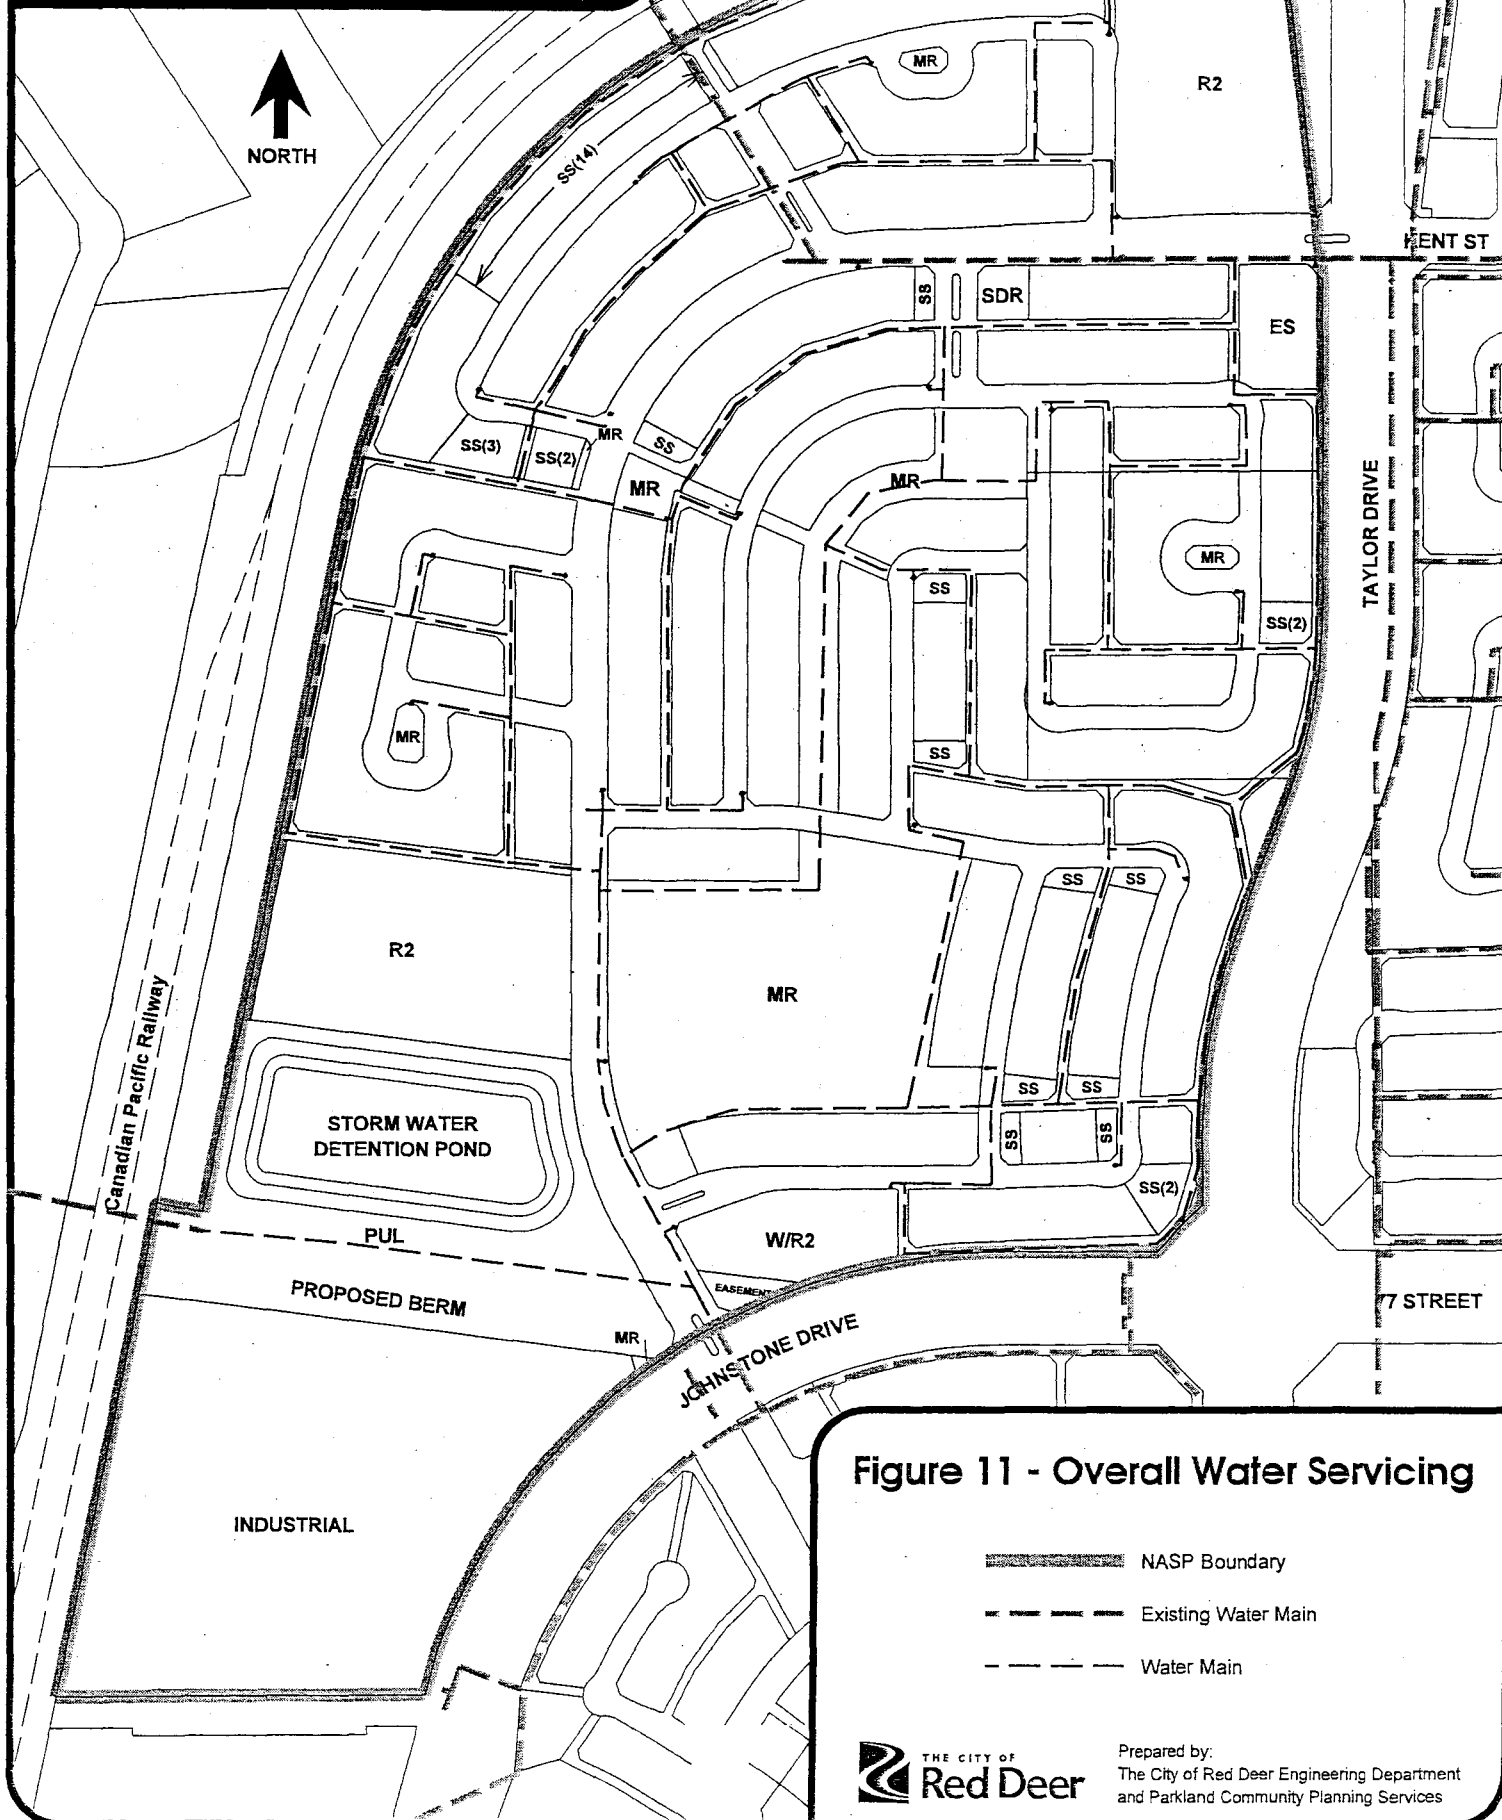 MR
R2
NORTH
SS(14)
KENT ST
SS
SDR
ES
SS(3)
SS(2)
MR
SS
MR
MR
TAYLOR DRIVE
MR
SS
SS(2)
MR
SS
SS
SS
R2
MR
Canadian Pacific Railway
SS
SS
STORM WATER
DETENTION POND
SS
SS
SS(2)
PUL
W/R2
EASEMENT
PROPOSED BERM
77 STREET
MR
JOHNSTONE DRIVE
INDUSTRIAL
Figure 11 - Overall Water Servicing
NASP Boundary
Existing Water Main
Water Main
THE CITY OF
Red Deer
Prepared by:
The City of Red Deer Engineering Department
and Parkland Community Planning Services